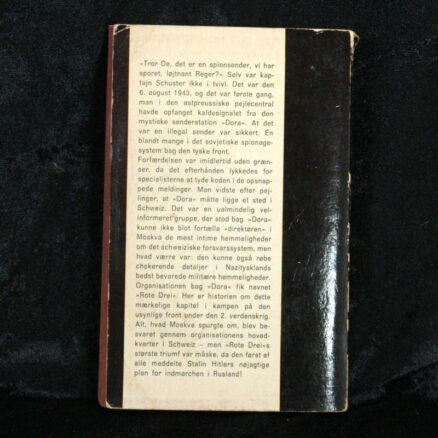 »Tror De, det er en spionsender, vi har
sporet, løjtnant Reger?« Selv var kap-
tajn Schuster ikke i tvivl. Det var den
6. august 1943, og det var første gang,
man i den østpreussiske pejlecentral
havde opfanget kaldesignalet fra den
mystiske senderstation »Dora«. At det
var en illegal sender var sikkert. Én
blandt mange i det sovjetiske spionage-
system bag den tyske front.
Forfærdelsen var imidlertid uden græn-
ser, da det efterhånden lykkedes for
specialisterne at tyde koden i de opsnap-
pede meldinger. Man vidste efter pej-
linger, at »Dora« måtte ligge et sted i
Schweiz. Det var en ualmindelig vel-
informeret gruppe, der stod bag. »Dora«
kunne ikke blot fortælle »direktøren« i
Moskva de mest intime hemmeligheder
om det schweiziske forsvarssystem, men
hvad værre var: den kunne også røbe
chokerende detaljer i Nazitysklands
bedst bevarede militære hemmeligheder.
Organisationen bag »Dora« fik navnet
»Rote Drei«. Her er historien om dette
mærkelige kapitel i kampen på den
usynlige front under den 2. verdenskrig.
Alt, hvad Moskva spurgte om, blev be-
svaret gennem organisationens hoved-
kvarter i Schweiz – men »Rote Drei«s
største triumf var måske, da den først af
alle meddelte Stalin Hitlers nøjagtige
plan for indmarchen i Rusland!